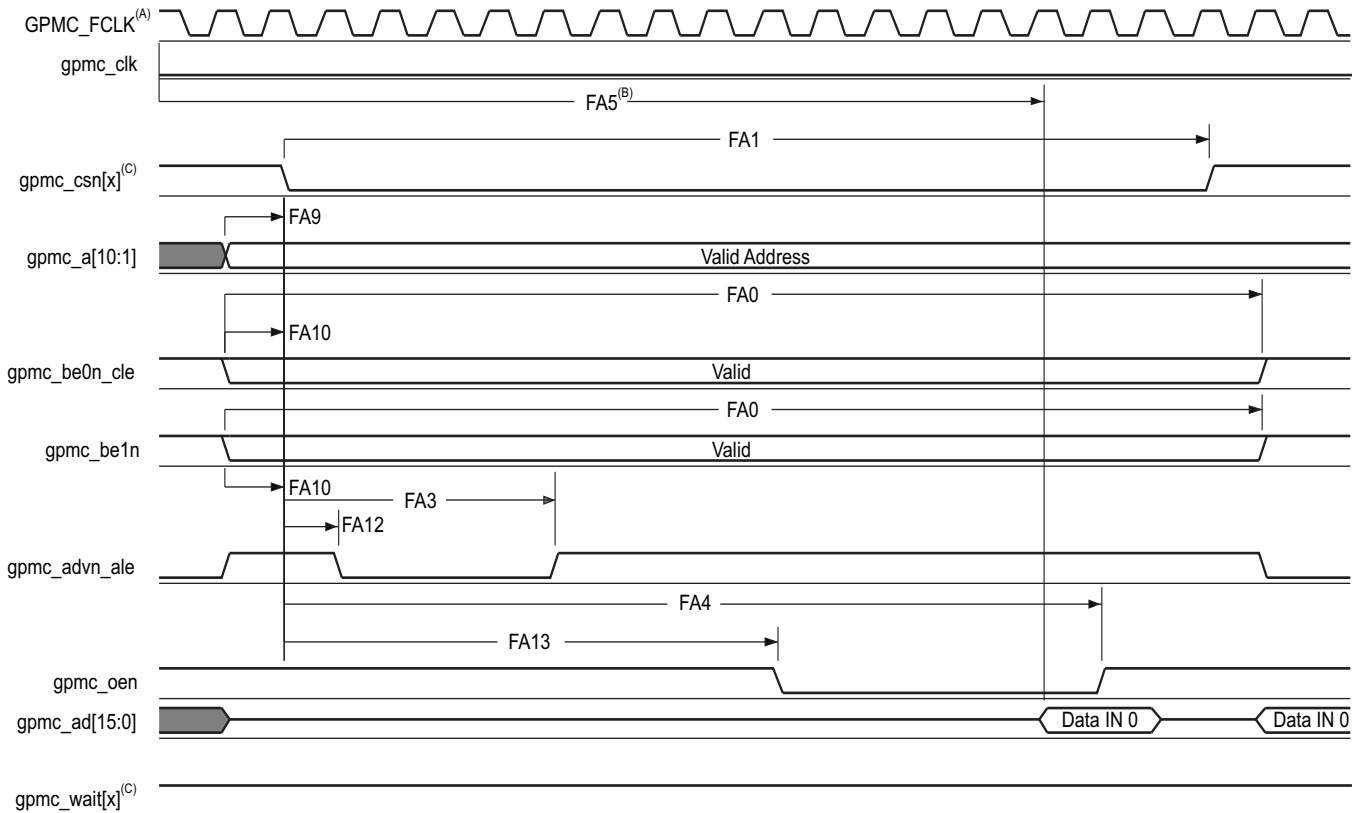 GPMC_FCLK(A)
gpmc_clk
FA5(B)
FA1
gpmc_csn[x](C)
FA9
gpmc_a[10:1]
Valid Address
FA0
FA10
gpmc_be0n_cle
Valid
FA0
gpmc_be1n
Valid
FA10
FA3
FA12
gpmc_advn_ale
FA4
FA13
gpmc_oen
gpmc_ad[15:0]
Data IN 0
Data IN 0
gpmc_wait[x](C)